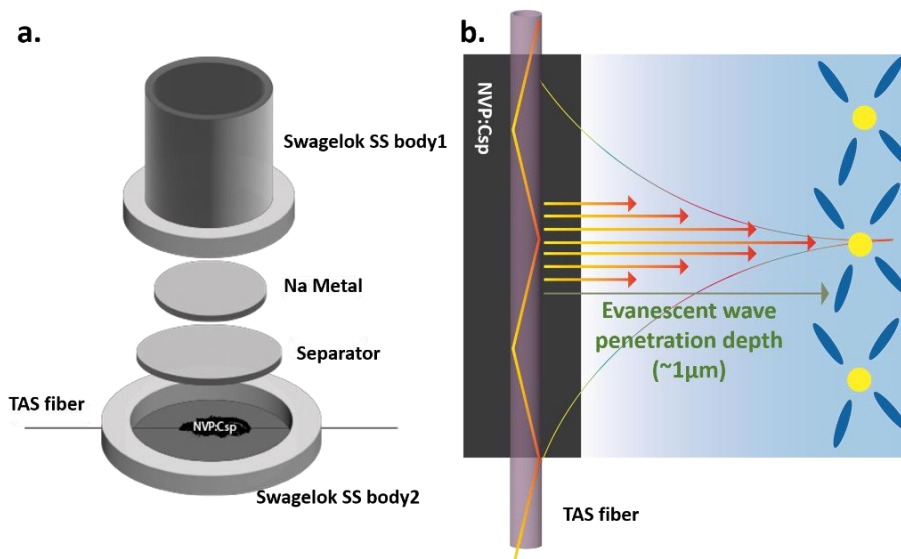 a.
Swagelok SS body1
Na Metal
Separator
TAS fiber
NVP:Csp
Swagelok SS body2
b.
NVP:Csp
Evanescent wave
penetration depth
(~1μm)
TAS fiber